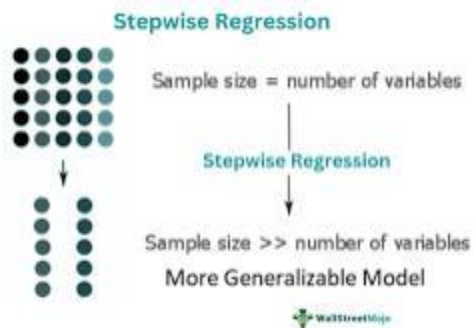 Stepwise Regression
Sample size = number of variables
Stepwise Regression
Sample size >> number of variables
More Generalizable Model
WallStreetMojo